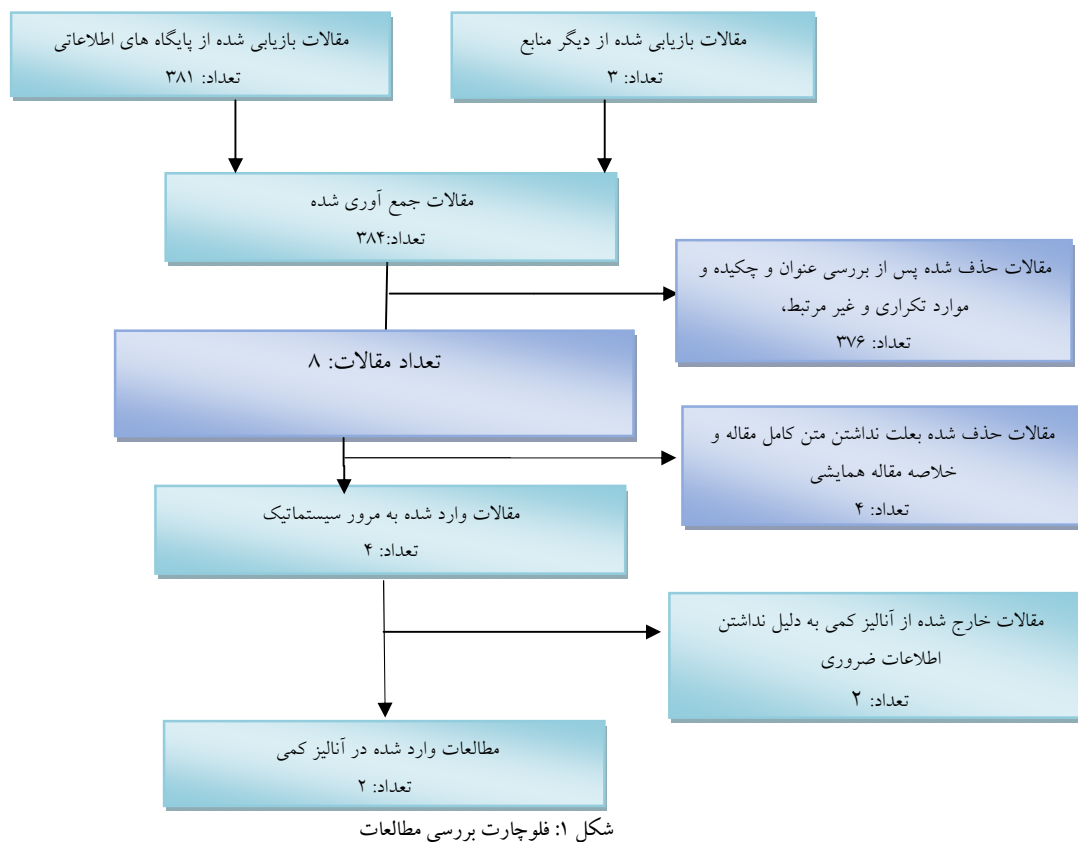 مقالات بازیابی شده از پایگاه های اطلاعاتی
تعداد: ۳۸۱
مقالات بازیابی شده از دیگر منابع
تعداد: ۳
مقالات جمع آوری شده
تعداد:۳۸۴
مقالات حذف شده پس از بررسی عنوان و چکیده و
موارد تکراری و غیر مرتبط،
تعداد: ۳۷۶
تعداد مقالات: ۸
مقالات حذف شده بعلت نداشتن متن کامل مقاله و
خلاصه مقاله همایشی
تعداد: ۴
مقالات وارد شده به مرور سیستماتیک
تعداد: ۴
مقالات خارج شده از آنالیز کمی به دلیل نداشتن
اطلاعات ضروری
تعداد: ۲
مطالعات وارد شده در آنالیز کمی
تعداد: ۲
شکل ۱: فلوچارت بررسی مطالعات